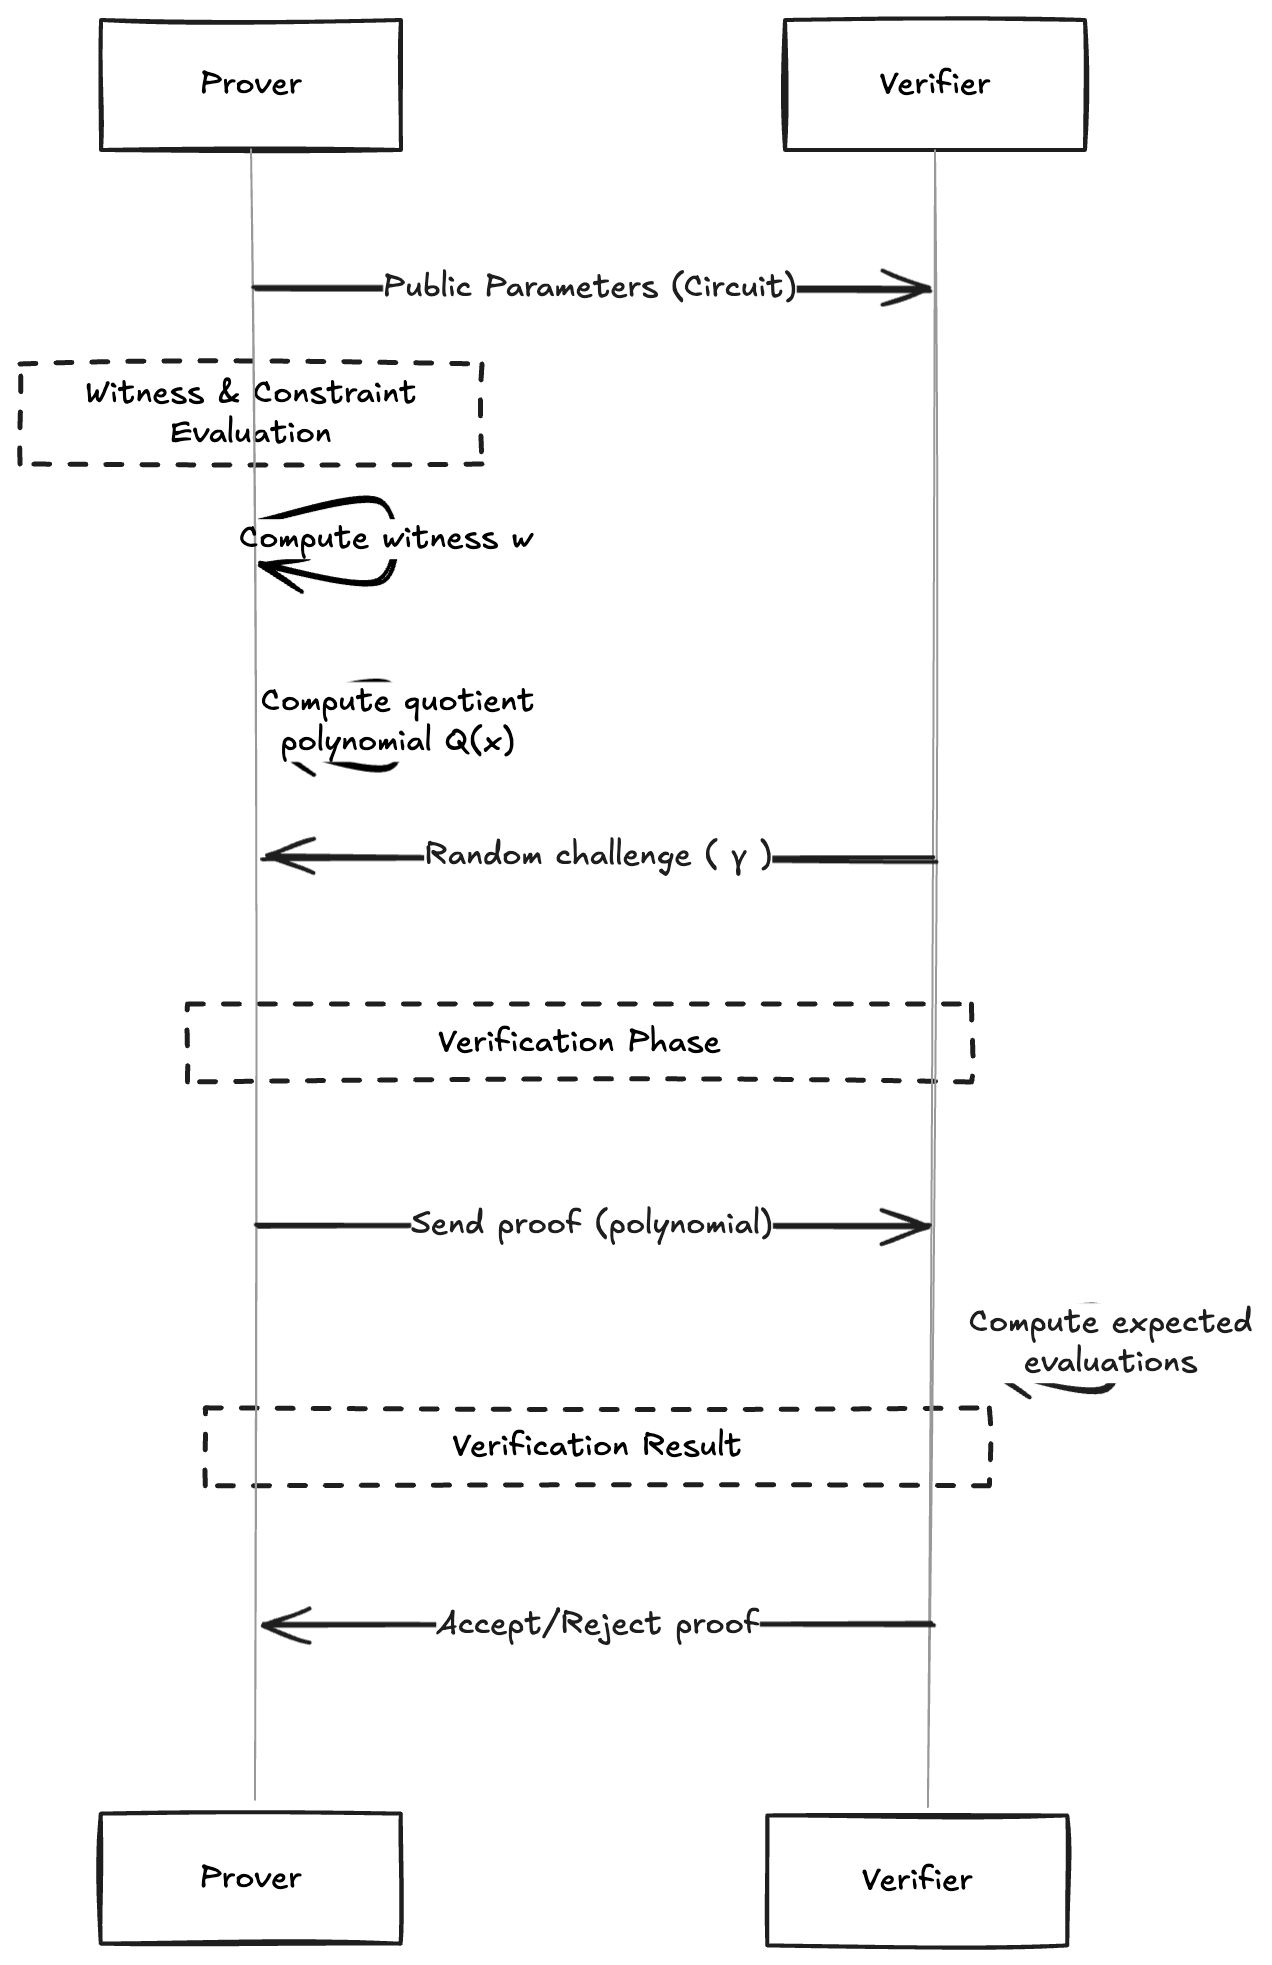 Prover
Verifier
Public Parameters (Circuit)
Witness & Constraint
Evaluation
Compute witness w
Compute quotient
polynomial Q(x)
Random challenge ( γ )
Verification Phase
Send proof (polynomial)
Compute expected
evaluations
Verification Result
Accept/Reject proof
Prover
Verifier